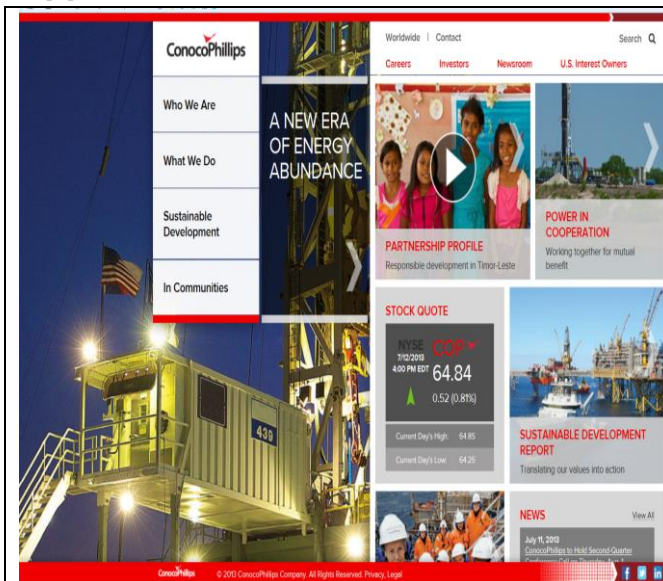 ConocoPhillips
Worldwide | Contact
Search
Careers Investors Newsroom U.S. Interest Owners
Who We Are
What We Do
Sustainable
Development
In Communities
A NEW ERA
OF ENERGY
ABUNDANCE
439
PARTNERSHIP PROFILE
Responsible development in Timor-Leste
POWER IN
COOPERATION
Working together for mutual
benefit
STOCK QUOTE
NYSE COP
7/12/2013
4:00 PM EDT
64.84
0.52 (0.81%)
Current Day's High: 64.85
Current Day's Low: 64.25
SUSTAINABLE DEVELOPMENT
REPORT
Translating our values into action
NEWS View All
July 11, 2013
ConocoPhillips to Hold Second-Quarter
ConocoPhillips © 2013 ConocoPhillips Company. All Rights Reserved. Privacy, Legal